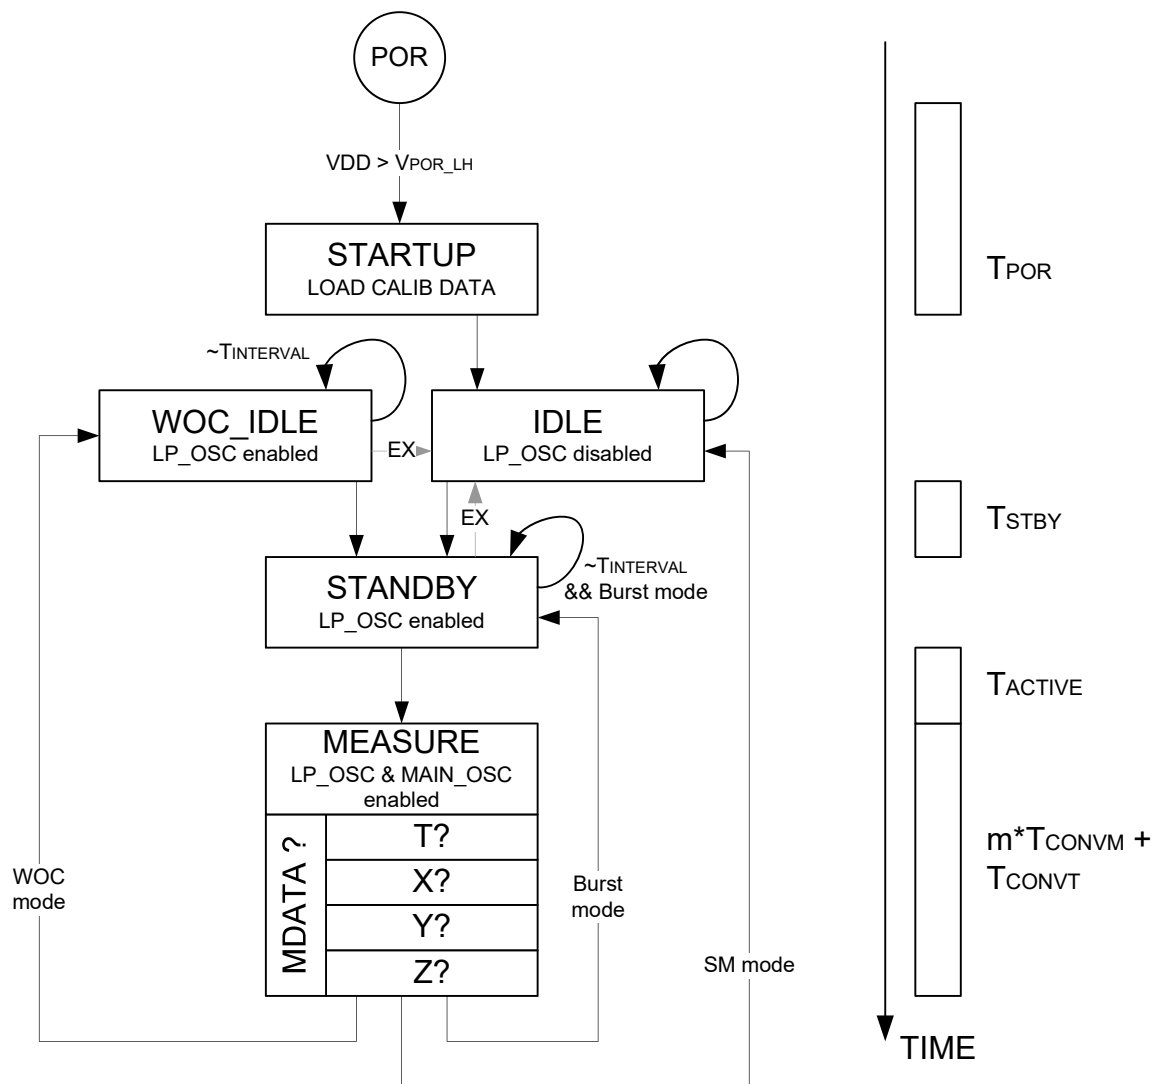 POR
VDD > VPOR_LH
STARTUP
LOAD CALIB DATA
TPOR
~TINTERVAL
WOC_IDLE
LP_OSC enabled
EX
IDLE
LP_OSC disabled
EX
TSTBY
STANDBY
LP_OSC enabled
~TINTERVAL
&& Burst mode
TACTIVE
MEASURE
LP_OSC & MAIN_OSC
enabled
MDATA ?
T?
X?
Y?
Z?
WOC
mode
Burst
mode
SM mode
m*TCONVM +
TCONVT
TIME